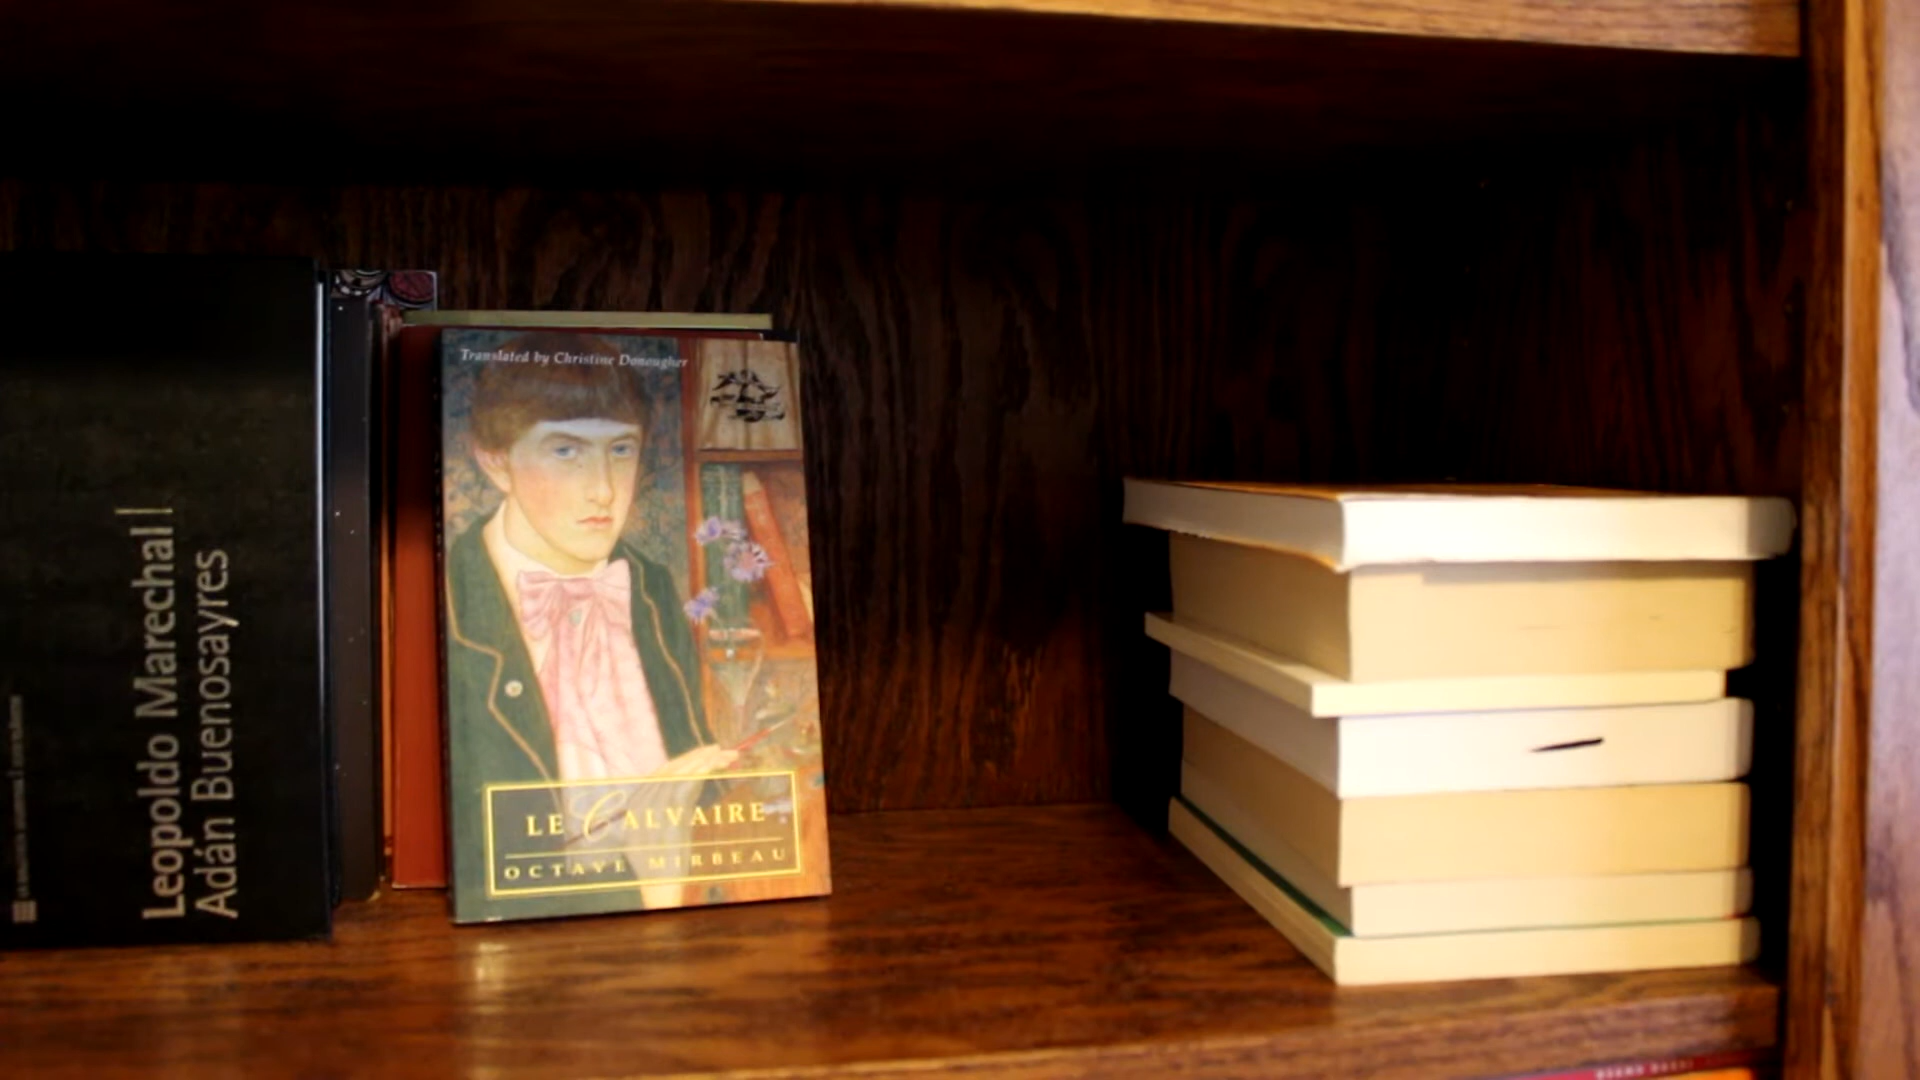 Leopoldo Marechal
Adán Buenosayres
Translated by Christine Donougher
LE CALVAIRE
OCTAVE MIRBEAU